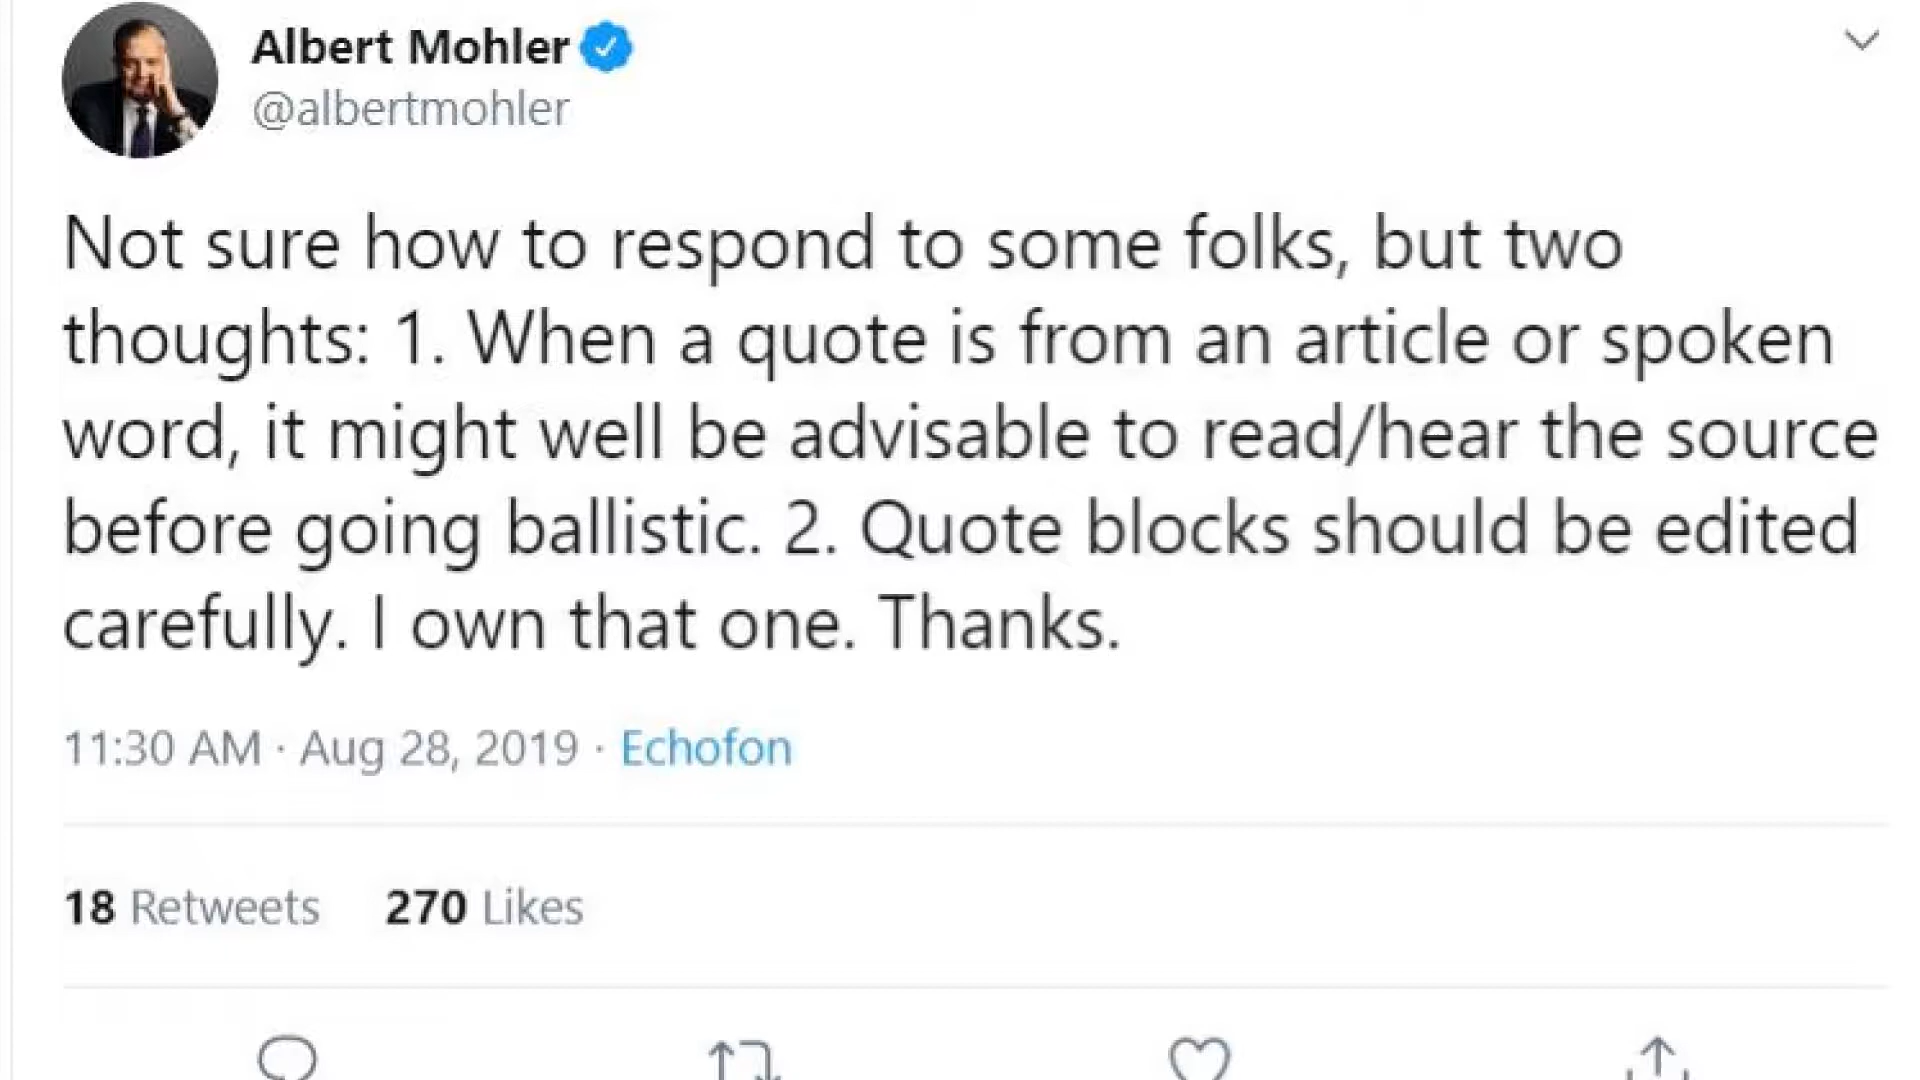 Albert Mohler
@albertmohler
Not sure how to respond to some folks, but two
thoughts: 1. When a quote is from an article or spoken
word, it might well be advisable to read/hear the source
before going ballistic. 2. Quote blocks should be edited
carefully. I own that one. Thanks.
11:30 AM · Aug 28, 2019 · Echofon
18 Retweets 270 Likes